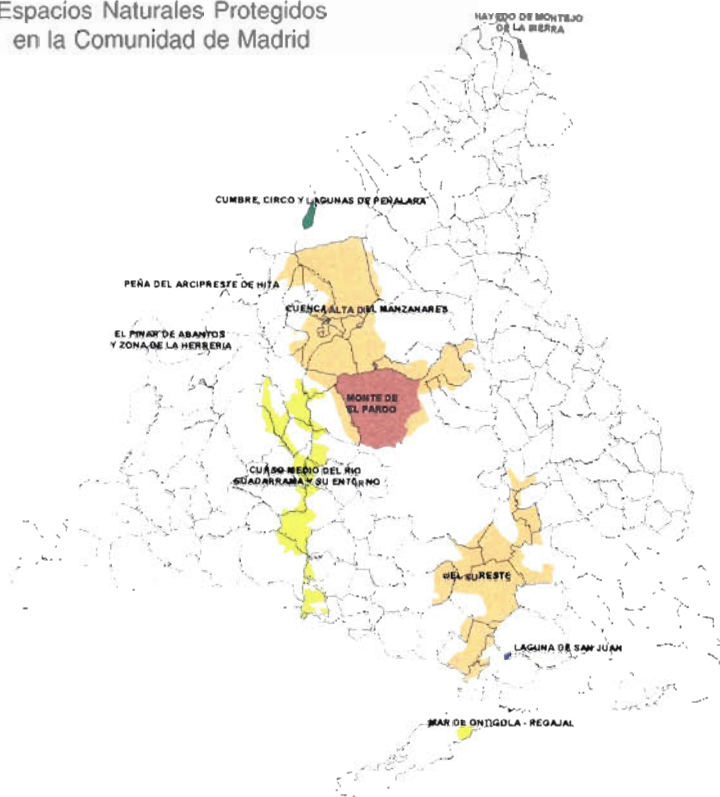 Espacios Naturales Protegidos
en la Comunidad de Madrid
HAYEDO DE MONTEJO
DE LA SIERRA
CUMBRE, CIRCO Y LAGUNAS DE PEÑALARA
PEÑA DEL ARCIPRESTE DE HITA
CUENCA ALTA DEL MANZANARES
EL PINAR DE ABANTOS
Y ZONA DE LA HERRERIA
MONTE DE
EL PARDO
CURSO MEDIO DEL RIO
GUADARRAMA Y SU ENTORNO
DEL SURESTE
LAGUNA DE SAN JUAN
MAR DE ONTIGOLA - REGAJAL